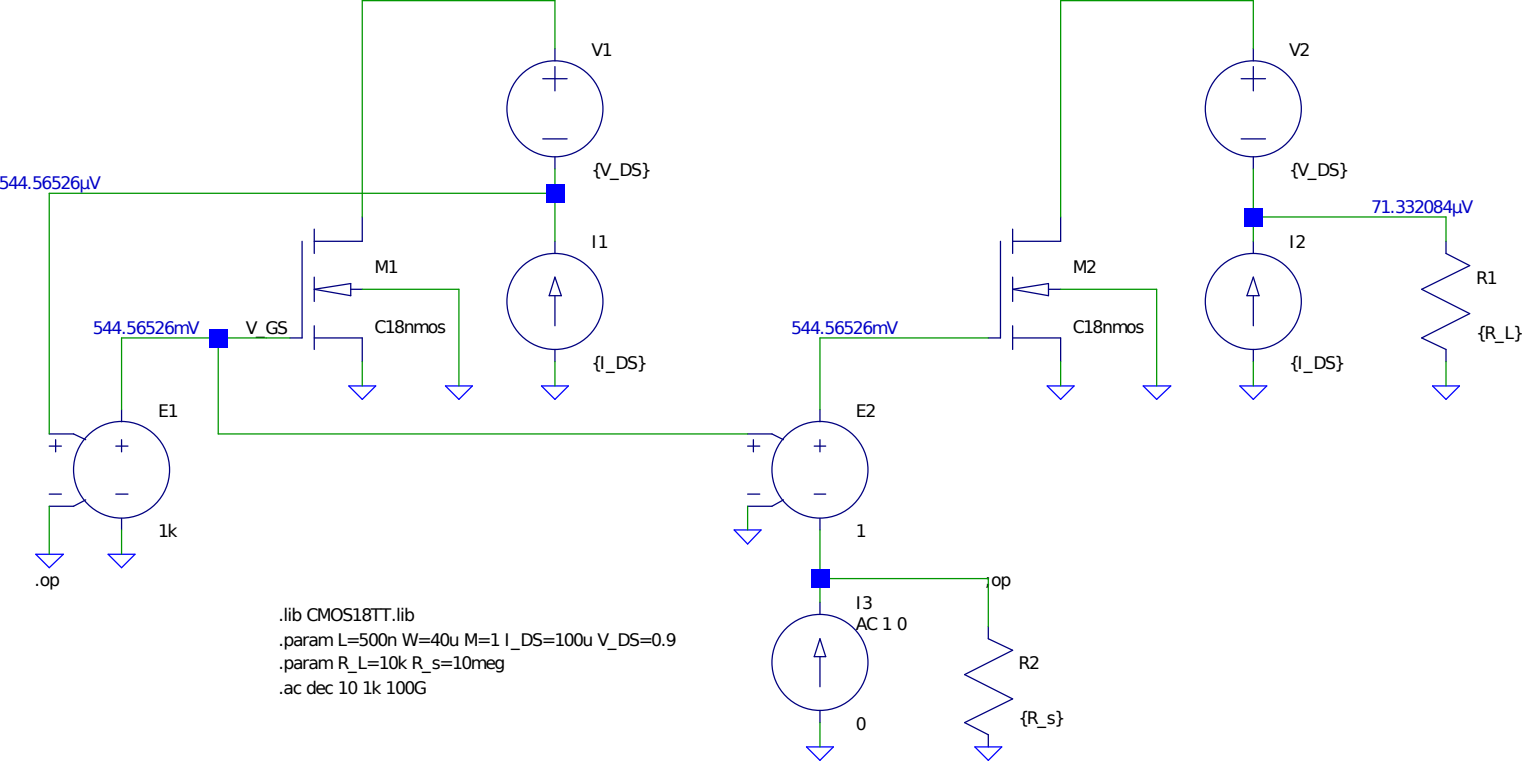 V1
V2
{V_DS}
{V_DS}
544.56526µV
71.332084µV
I1
I2
M1
M2
R1
C18nmos
C18nmos
544.56526mV
V_GS
544.56526mV
{R_L}
{I_DS}
{I_DS}
E1
E2
+
-
+
-
+
-
+
-
+
-
+
-
1k
1
.op
.op
I3
AC 1 0
.lib CMOS18TT.lib
.param L=500n W=40u M=1 I_DS=100u V_DS=0.9
.param R_L=10k R_s=10meg
.ac dec 10 1k 100G
R2
{R_s}
0